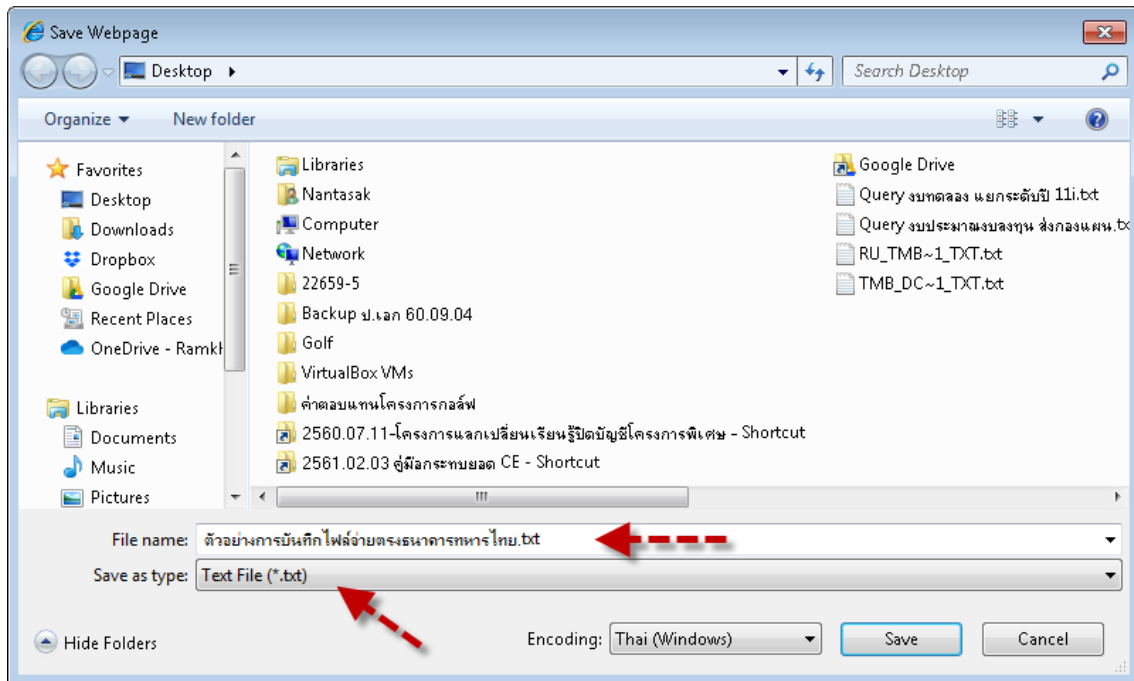 Save Webpage
Desktop
Search Desktop
Organize
New folder
Favorites
Desktop
Downloads
Dropbox
Google Drive
Recent Places
OneDrive - Ramkh
Libraries
Documents
Music
Pictures
Libraries
Nantasak
Computer
Network
22659-5
Backup ป.เอก 60.09.04
Golf
VirtualBox VMs
ค่าตอบแทนโครงการกอล์ฟ
2560.07.11-โครงการแลกเปลี่ยนเรียนรู้ปิดบัญชีโครงการพิเศษ - Shortcut
2561.02.03 คู่มือกระทบยอด CE - Shortcut
Google Drive
Query งบทดลอง แยกระดับปี 11i.txt
Query งบประมาณงบลงทุน ส่งกองแผน.tx
RU_TMB~1_TXT.txt
TMB_DC~1_TXT.txt
File name: ตัวอย่างการบันทึกไฟล์จ่ายตรงธนาคารทหารไทย.txt
Save as type: Text File (*.txt)
Hide Folders
Encoding: Thai (Windows)
Save
Cancel